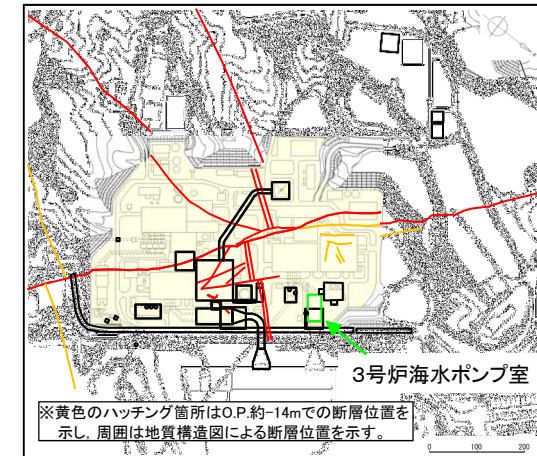 3号炉海水ポンプ室
※黄色のハッチング箇所はO.P.約-14mでの断層位置を
示し，周囲は地質構造図による断層位置を示す。
0 100 200